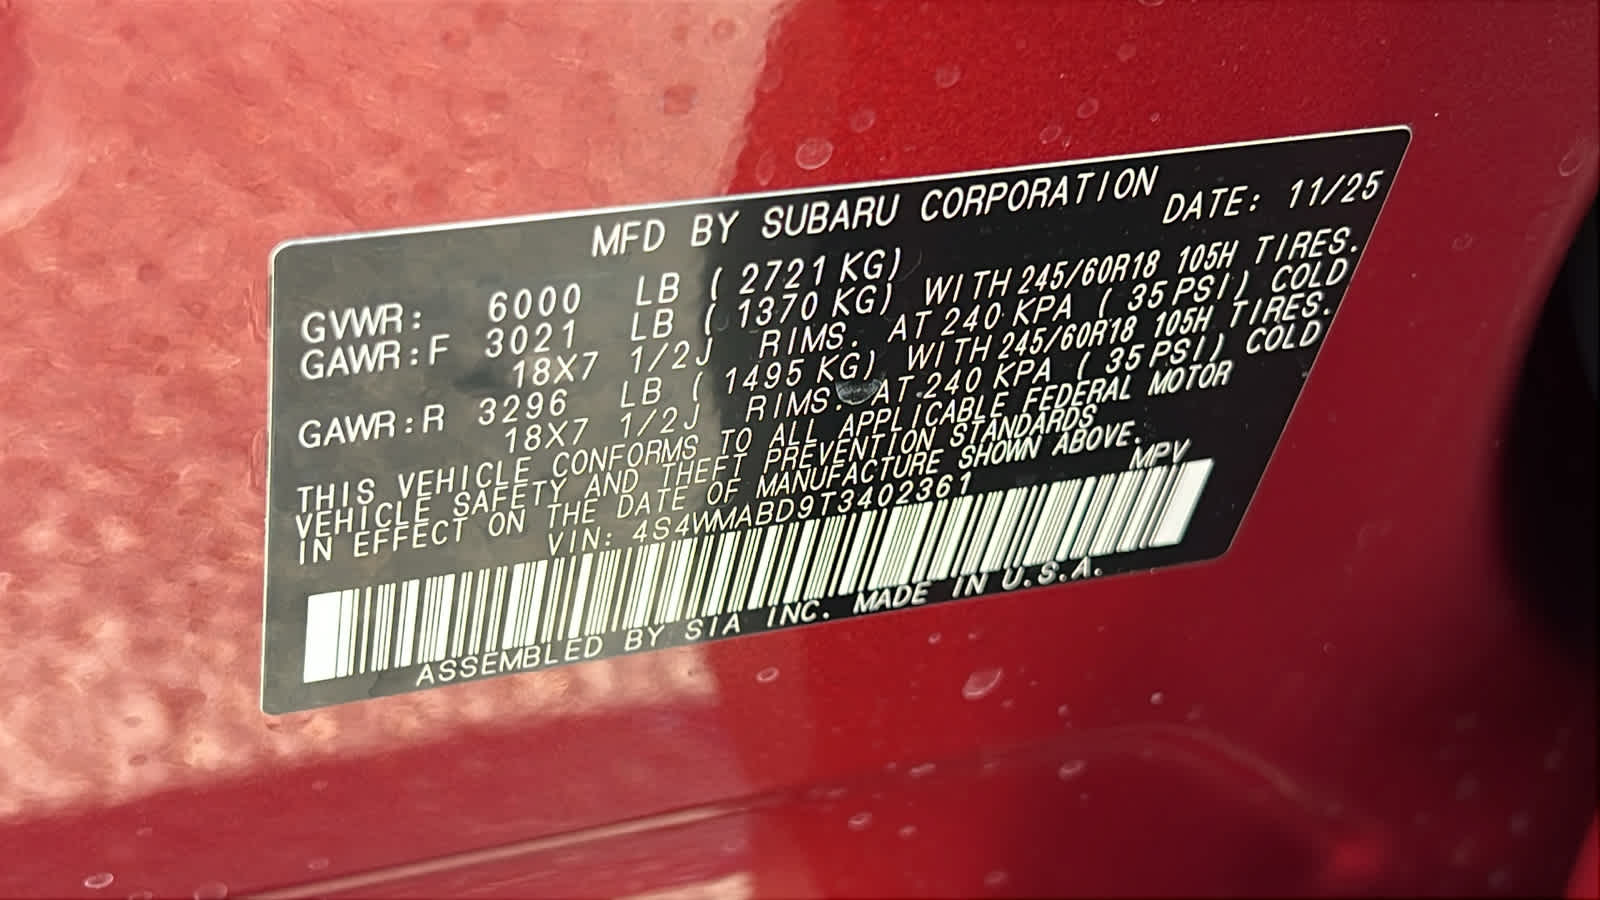 MFD BY SUBARU CORPORATION
DATE: 11/25
GVWR: 6000 LB ( 2721 KG)
GAWR:F 3021 LB ( 1370 KG) WITH 245/60R18 105H TIRES.
18X7 1/2J RIMS. AT 240 KPA ( 35 PSI) COLD
GAWR:R 3296 LB ( 1495 KG) WITH 245/60R18 105H TIRES.
18X7 1/2J RIMS. AT 240 KPA ( 35 PSI) COLD
THIS VEHICLE CONFORMS TO ALL APPLICABLE FEDERAL MOTOR
VEHICLE SAFETY AND THEFT PREVENTION STANDARDS
IN EFFECT ON THE DATE OF MANUFACTURE SHOWN ABOVE.
VIN: 4S4WMABD9T3402361 MPV
ASSEMBLED BY SIA INC. MADE IN U.S.A.